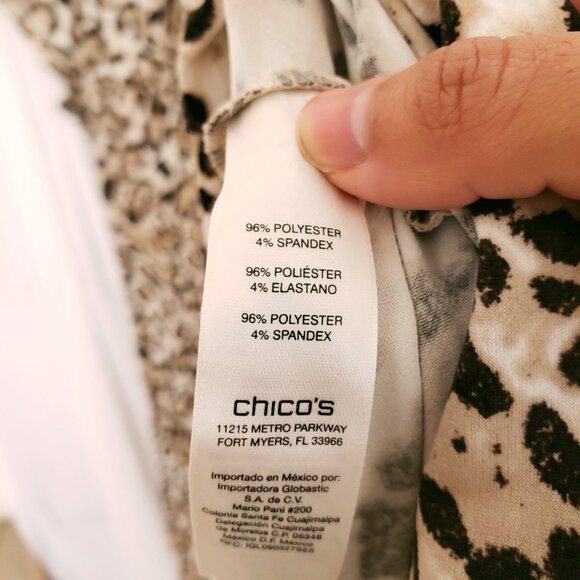 96% POLYESTER
4% SPANDEX
96% POLIÉSTER
4% ELASTANO
96% POLYESTER
4% SPANDEX
chico's
11215 METRO PARKWAY
FORT MYERS, FL 33966
Importado en México por:
Importadora Globastic
S.A. de C.V.
Mario Pani #200
Colonia Santa Fe Cuajimalpa
Delegación Cuajimalpa
de Morelos C.P. 05348
México D.F. México
R.F.C. IGL090327SE5